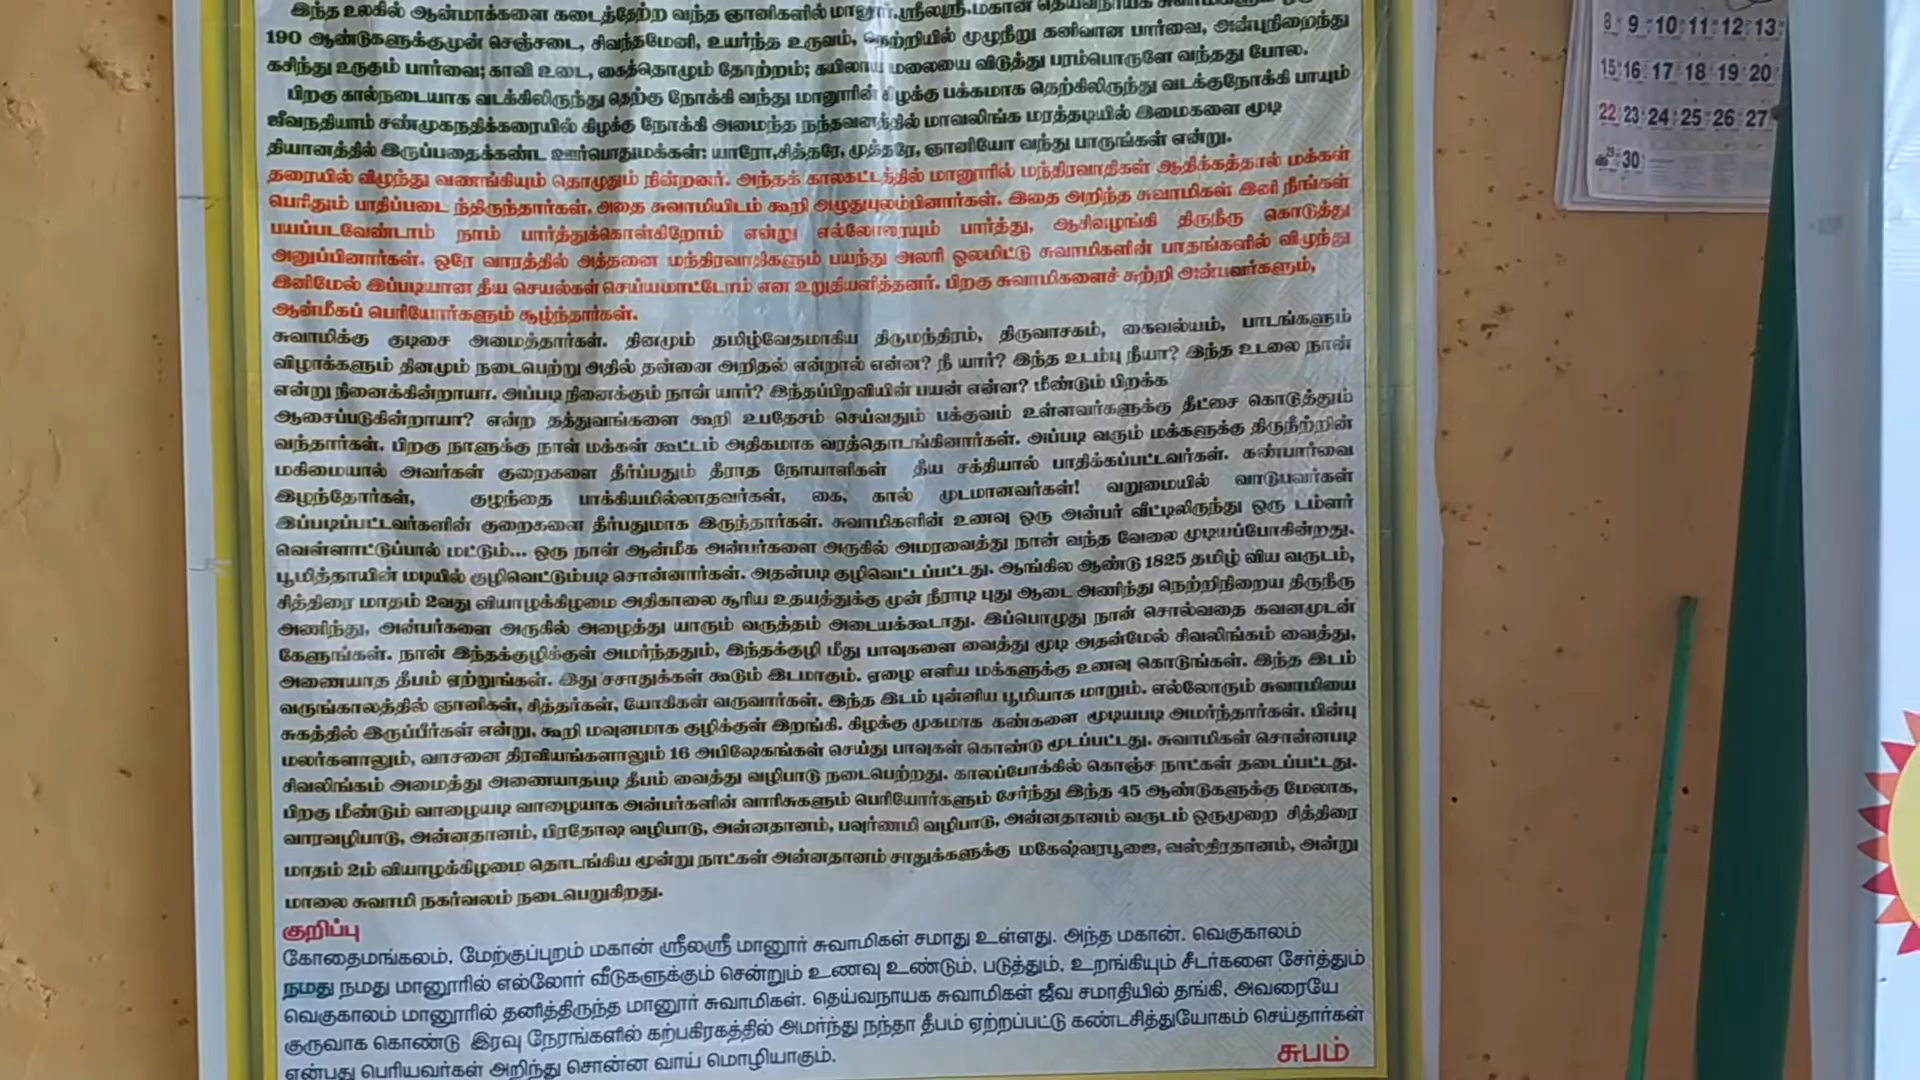 இந்த உலகில் ஆன்மாக்களை கடைத்தேற்ற வந்த ஞானிகளில் மானூர்.ஸ்ரீலஸ்ரீ.மகான் தெய்வநாயக
190 ஆண்டுகளுக்குமுன் செஞ்சடை, சிவந்தமேனி, உயர்ந்த உருவம், நெற்றியில் முழுநீறு கனிவான பார்வை, அன்புநிறைந்து
கசிந்து உருகும் பார்வை; காவி உடை, கைத்தொழும் தோற்றம்; கயிலாய மலையை விடுத்து பரம்பொருளே வந்தது போல.
பிறகு கால்நடையாக வடக்கிலிருந்து தெற்கு நோக்கி வந்து மானூரின் கிழக்கு பக்கமாக தெற்கிலிருந்து வடக்குநோக்கி பாயும்
ஜீவநதியாம் சண்முகநதிக்கரையில் கிழக்கு நோக்கி அமைந்த நந்தவனத்தில் மாவலிங்க மரத்தடியில் இமைகளை மூடி
தியானத்தில் இருப்பதைக்கண்ட ஊர்பொதுமக்கள்: யாரோ,சித்தரே, முத்தரே, ஞானியோ வந்து பாருங்கள் என்று.
தரையில் விழுந்து வணங்கியும் தொழுதும் நின்றனர். அந்தக் காலகட்டத்தில் மானூரில் மந்திரவாதிகள் ஆதிக்கத்தால் மக்கள்
பெரிதும் பாதிப்படை ந்திருந்தார்கள். அதை சுவாமியிடம் கூறி அழுதுபுலம்பினார்கள். இதை அறிந்த சுவாமிகள் இனி நீங்கள்
பயப்படவேண்டாம் நாம் பார்த்துக்கொள்கிறோம் என்று எல்லோரையும் பார்த்து, ஆசிவழங்கி திருநீரு கொடுத்து
அனுப்பினார்கள். ஒரே வாரத்தில் அத்தனை மந்திரவாதிகளும் பயந்து அலரி ஓலமிட்டு சுவாமிகளின் பாதங்களில் விழுந்து
இனிமேல் இப்படியான தீய செயல்கள் செய்யமாட்டோம் என உறுதியளித்தனர். பிறகு சுவாமிகளைச் சுற்றி அன்பவர்களும்,
ஆன்மீகப் பெரியோர்களும் சூழ்ந்தார்கள்.
சுவாமிக்கு குடிசை அமைத்தார்கள். தினமும் தமிழ்வேதமாகிய திருமந்திரம், திருவாசகம், கைவல்யம், பாடங்களும்
விழாக்களும் தினமும் நடைபெற்று அதில் தன்னை அறிதல் என்றால் என்ன? நீ யார்? இந்த உடம்பு நீயா? இந்த உடலை நான்
என்று நினைக்கின்றாயா. அப்படி நினைக்கும் நான் யார்? இந்தப்பிறவியின் பயன் என்ன? மீண்டும் பிறக்க
ஆசைப்படுகின்றாயா? என்ற தத்துவங்களை கூறி உபதேசம் செய்வதும் பக்குவம் உள்ளவர்களுக்கு தீட்சை கொடுத்தும்
வந்தார்கள். பிறகு நாளுக்கு நாள் மக்கள் கூட்டம் அதிகமாக வரத்தொடங்கினார்கள். அப்படி வரும் மக்களுக்கு திருநீற்றின்
மகிமையால் அவர்கள் குறைகளை தீர்ப்பதும் தீராத நோயாளிகள் தீய சக்தியால் பாதிக்கப்பட்டவர்கள். கண்பார்வை
இழந்தோர்கள், குழந்தை பாக்கியமில்லாதவர்கள், கை, கால் முடமானவர்கள்! வறுமையில் வாடுபவர்கள்
இப்படிப்பட்டவர்களின் குறைகளை தீர்பதுமாக இருந்தார்கள். சுவாமிகளின் உணவு ஒரு அன்பர் வீட்டிலிருந்து ஒரு டம்ளர்
வெள்ளாட்டுப்பால் மட்டும்... ஒரு நாள் ஆன்மீக அன்பர்களை அருகில் அமரவைத்து நான் வந்த வேலை முடியப்போகின்றது.
பூமித்தாயின் மடியில் குழிவெட்டும்படி சொன்னார்கள். அதன்படி குழிவெட்டப்பட்டது. ஆங்கில ஆண்டு 1825 தமிழ் விய வருடம்,
சித்திரை மாதம் 2வது வியாழக்கிழமை அதிகாலை சூரிய உதயத்துக்கு முன் நீராடி புது ஆடை அணிந்து நெற்றிநிறைய திருநீரு
அணிந்து, அன்பர்களை அருகில் அழைத்து யாரும் வருத்தம் அடையக்கூடாது. இப்பொழுது நான் சொல்வதை கவனமுடன்
கேளுங்கள். நான் இந்தக்குழிக்குள் அமர்ந்ததும், இந்தக்குழி மீது பாவுகளை வைத்து மூடி அதன்மேல் சிவலிங்கம் வைத்து,
அணையாத தீபம் ஏற்றுங்கள். இது சசாதுக்கள் கூடும் இடமாகும். ஏழை எளிய மக்களுக்கு உணவு கொடுங்கள். இந்த இடம்
வருங்காலத்தில் ஞானிகள், சித்தர்கள், யோகிகள் வருவார்கள். இந்த இடம் புன்னிய பூமியாக மாறும். எல்லோரும் சுவாமியை
சுகத்தில் இருப்பீர்கள் என்று, கூறி மவுனமாக குழிக்குள் இறங்கி. கிழக்கு முகமாக கண்களை மூடியபடி அமர்ந்தார்கள். பின்பு
மலர்களாலும், வாசனை திரவியங்களாலும் 16 அபிஷேகங்கள் செய்து பாவுகள் கொண்டு மூடப்பட்டது. சுவாமிகள் சொன்னபடி
சிவலிங்கம் அமைத்து அணையாதபடி தீபம் வைத்து வழிபாடு நடைபெற்றது. காலப்போக்கில் கொஞ்ச நாட்கள் தடைப்பட்டது.
பிறகு மீண்டும் வாழையடி வாழையாக அன்பர்களின் வாரிசுகளும் பெரியோர்களும் சேர்ந்து இந்த 45 ஆண்டுகளுக்கு மேலாக,
வாரவழிபாடு, அன்னதானம், பிரதோஷ வழிபாடு, அன்னதானம், பவுர்ணமி வழிபாடு, அன்னதானம் வருடம் ஒருமுறை சித்திரை
மாதம் 2ம் வியாழக்கிழமை தொடங்கிய மூன்று நாட்கள் அன்னதானம் சாதுக்களுக்கு மகேஷ்வரபூஜை, வஸ்திரதானம், அன்று
மாலை சுவாமி நகர்வலம் நடைபெறுகிறது.
குறிப்பு
கோதைமங்கலம், மேற்குப்புறம் மகான் ஸ்ரீலஸ்ரீ மானூர் சுவாமிகள் சமாது உள்ளது. அந்த மகான். வெகுகாலம்
நமது நமது மானூரில் எல்லோர் வீடுகளுக்கும் சென்றும் உணவு உண்டும், படுத்தும், உறங்கியும் சீடர்களை சேர்த்தும்
வெகுகாலம் மானூரில் தனித்திருந்த மானூர் சுவாமிகள். தெய்வநாயக சுவாமிகள் ஜீவ சமாதியில் தங்கி, அவரையே
குருவாக கொண்டு இரவு நேரங்களில் கற்பகிரகத்தில் அமர்ந்து நந்தா தீபம் ஏற்றப்பட்டு கண்டசித்துயோகம் செய்தார்கள்
என்பது பெரியவர்கள் அறிந்து சொன்ன வாய் மொழியாகும்.
சுபம்
8 9 10 11 12 13
15 16 17 18 19 20
22 23 24 25 26 27
29 30